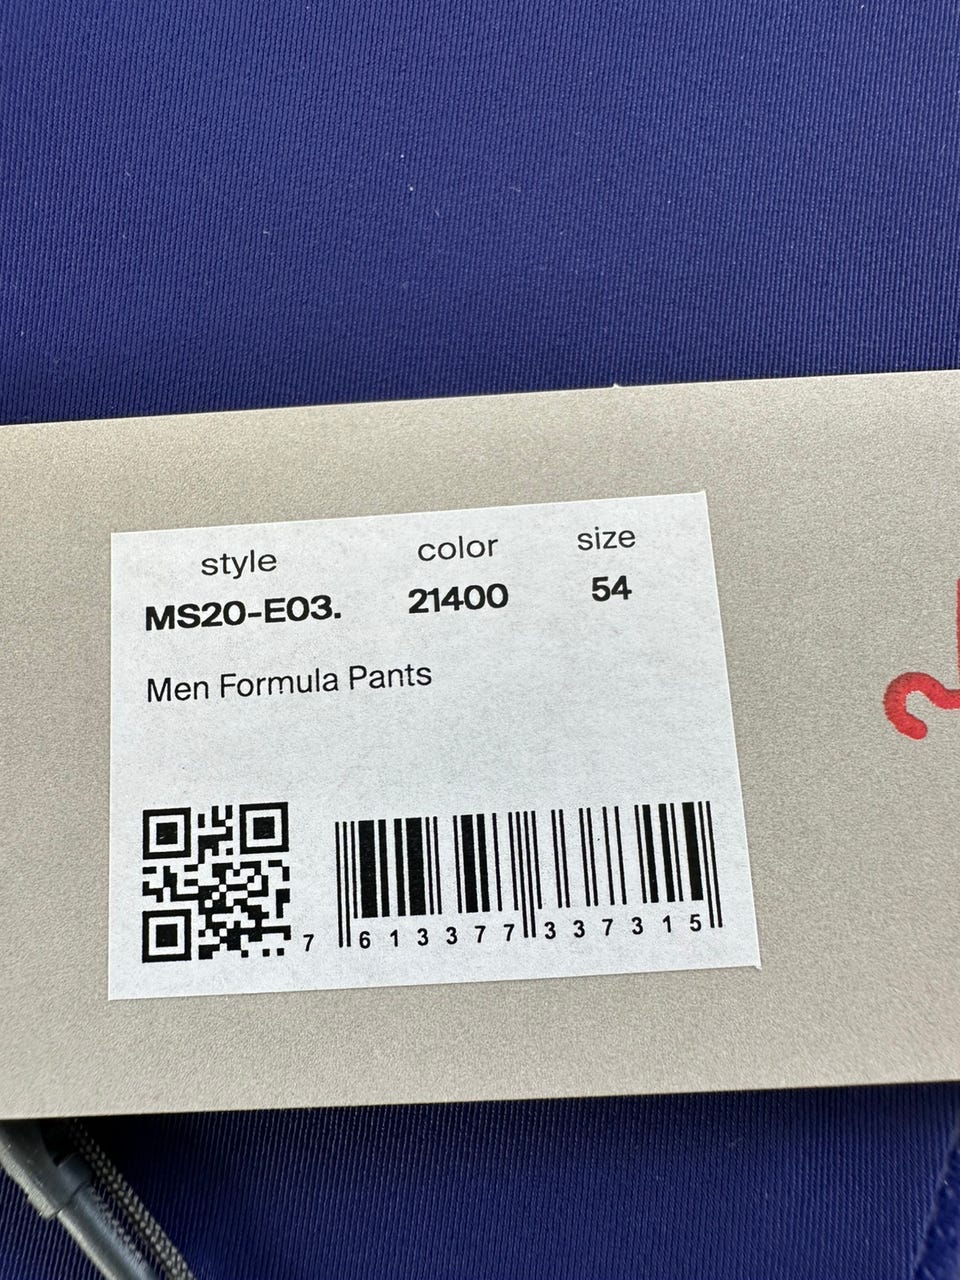 style color size
MS20-E03. 21400 54
Men Formula Pants
7 613377 337315